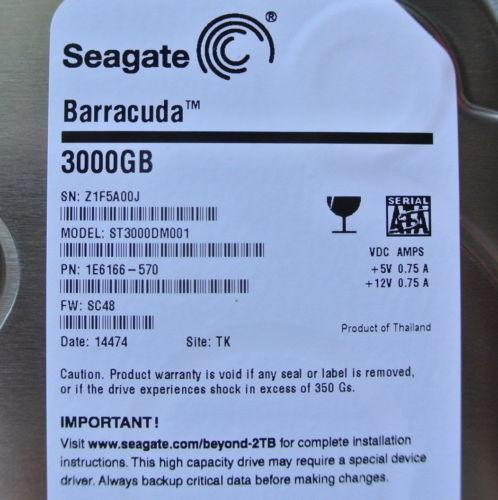 Seagate®
Barracuda™
3000GB
SN: Z1F5A00J
MODEL: ST3000DM001
PN: 1E6166-570
FW: SC48
Date: 14474 Site: TK
SERIAL
ATA
VDC AMPS
+5V 0.75 A
+12V 0.75 A
Product of Thailand
Caution. Product warranty is void if any seal or label is removed,
or if the drive experiences shock in excess of 350 Gs.
IMPORTANT!
Visit www.seagate.com/beyond-2TB for complete installation
instructions. This high capacity drive may require a special device
driver. Always backup critical data before making changes.